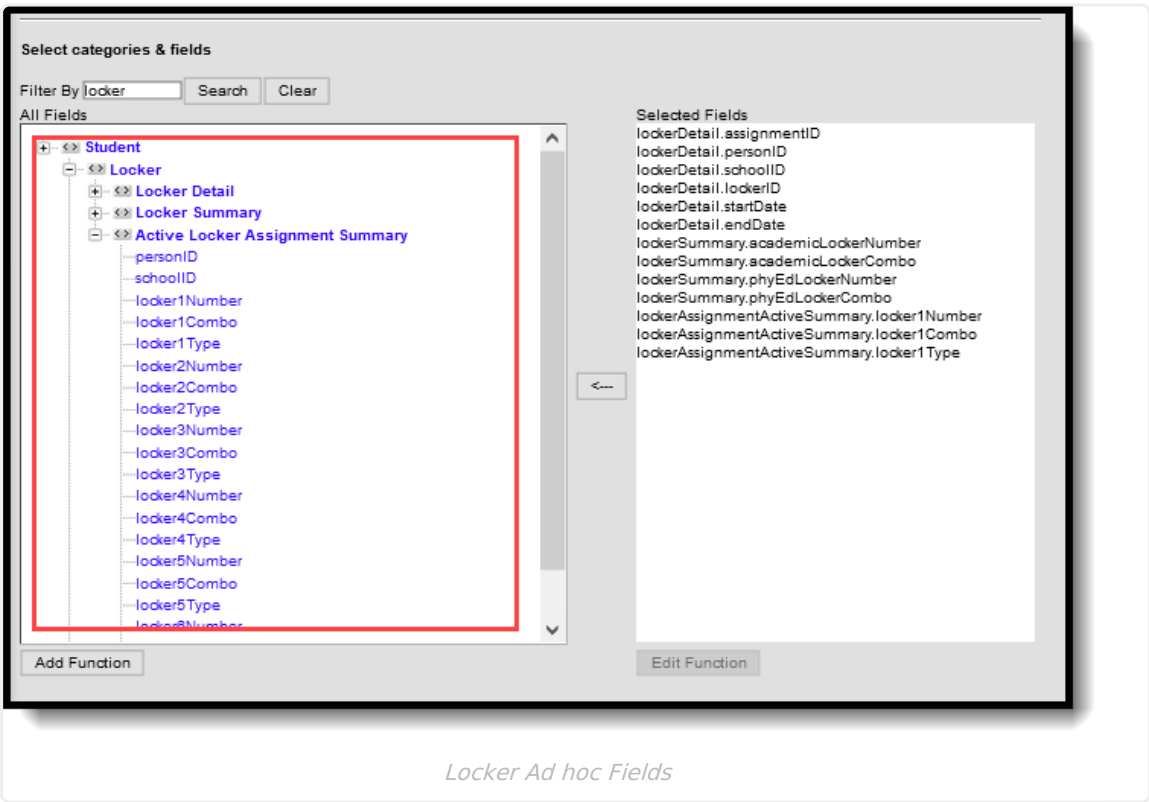 Select categories & fields
Filter By locker Search Clear
All Fields
Student
Locker
Locker Detail
Locker Summary
Active Locker Assignment Summary
personID
schoolID
locker1Number
locker1Combo
locker1Type
locker2Number
locker2Combo
locker2Type
locker3Number
locker3Combo
locker3Type
locker4Number
locker4Combo
locker4Type
locker5Number
locker5Combo
locker5Type
locker6Number
Add Function
<---
Selected Fields
lockerDetail.assignmentID
lockerDetail.personID
lockerDetail.schoolID
lockerDetail.lockerID
lockerDetail.startDate
lockerDetail.endDate
lockerSummary.academicLockerNumber
lockerSummary.academicLockerCombo
lockerSummary.phyEdLockerNumber
lockerSummary.phyEdLockerCombo
lockerAssignmentActiveSummary.locker1Number
lockerAssignmentActiveSummary.locker1Combo
lockerAssignmentActiveSummary.locker1Type
Edit Function
Locker Ad hoc Fields